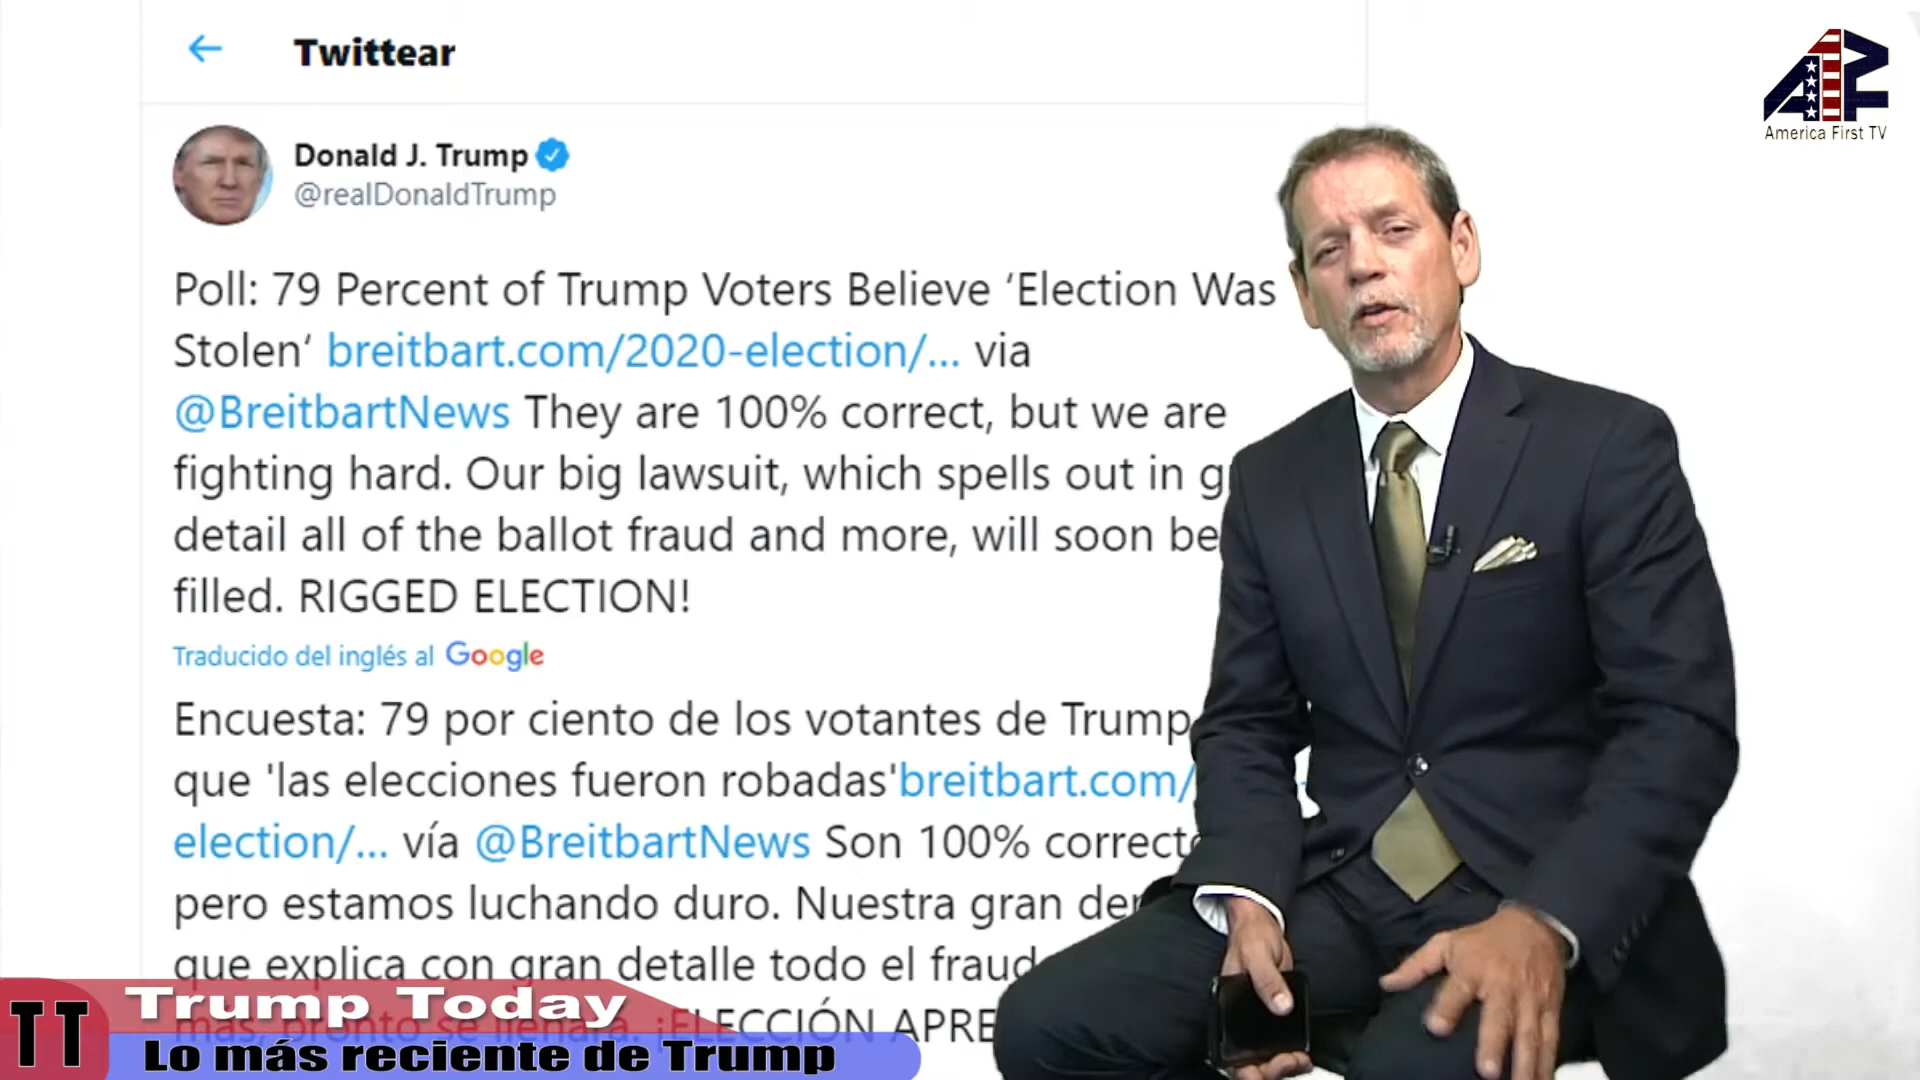 Twittear
America First TV
Donald J. Trump
@realDonaldTrump
Poll: 79 Percent of Trump Voters Believe ‘Election Was
Stolen’ breitbart.com/2020-election/... via
@BreitbartNews They are 100% correct, but we are
fighting hard. Our big lawsuit, which spells out in
detail all of the ballot fraud and more, will soon be
filled. RIGGED ELECTION!
Traducido del inglés al Google
Encuesta: 79 por ciento de los votantes de Trump
que 'las elecciones fueron robadas'breitbart.com/
election/... vía @BreitbartNews Son 100%
pero estamos luchando duro. Nuestra gran
que explica con gran detalle todo el
más, pronto se llenará. ¡ELECCIÓN
TT
Trump Today
Lo más reciente de Trump